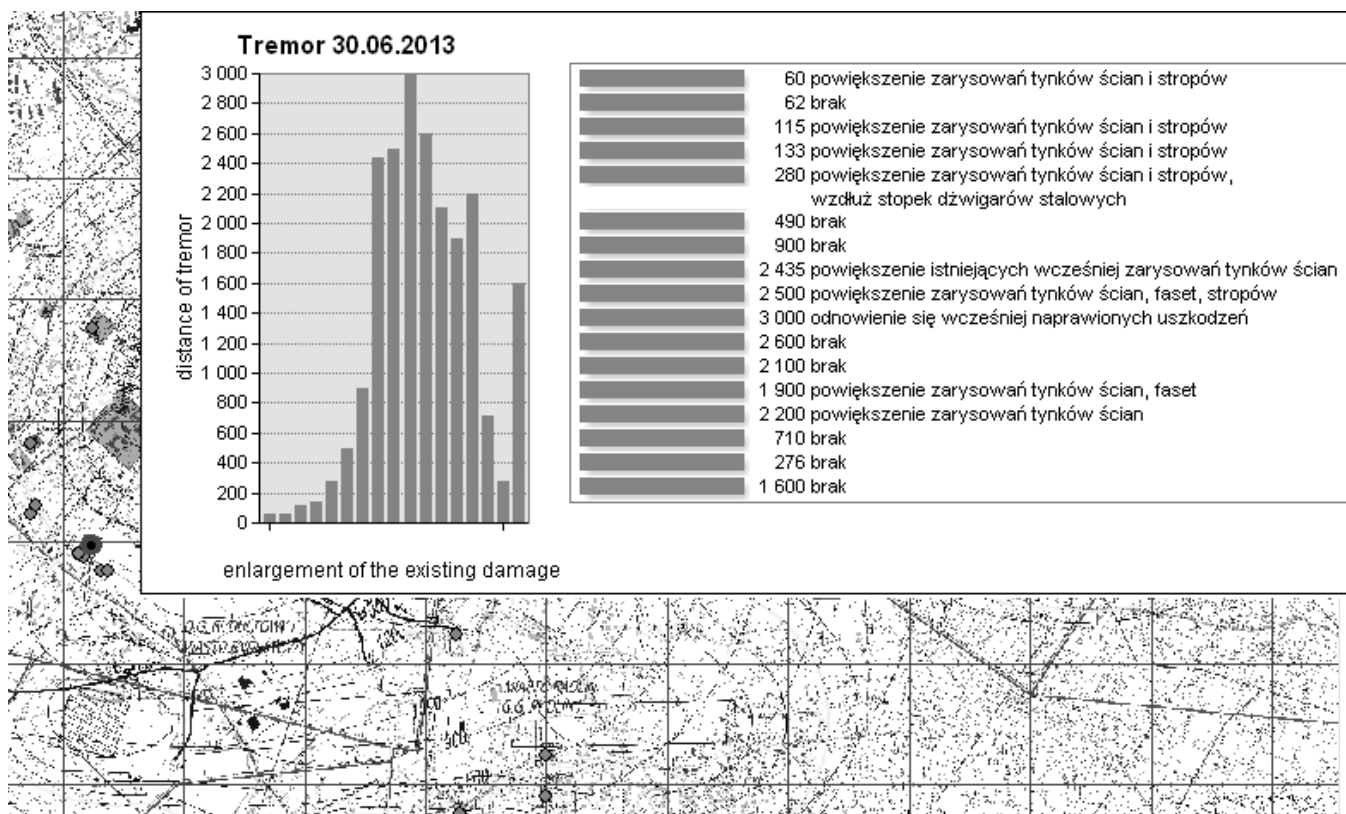 Tremor 30.06.2013
3 000
2 800
2 600
2 400
2 200
2 000
1 800
1 600
1 400
1 200
1 000
800
600
400
200
0
distance of tremor
enlargement of the existing damage
60 powiększenie zarysowań tynków ścian i stropów
62 brak
115 powiększenie zarysowań tynków ścian i stropów
133 powiększenie zarysowań tynków ścian i stropów
280 powiększenie zarysowań tynków ścian i stropów,
wzdłuż stopek dźwigarów stalowych
490 brak
900 brak
2 435 powiększenie istniejących wcześniej zarysowań tynków ścian
2 500 powiększenie zarysowań tynków ścian, faset, stropów
3 000 odnowienie się wcześniej naprawionych uszkodzeń
2 600 brak
2 100 brak
1 900 powiększenie zarysowań tynków ścian, faset
2 200 powiększenie zarysowań tynków ścian
710 brak
276 brak
1 600 brak